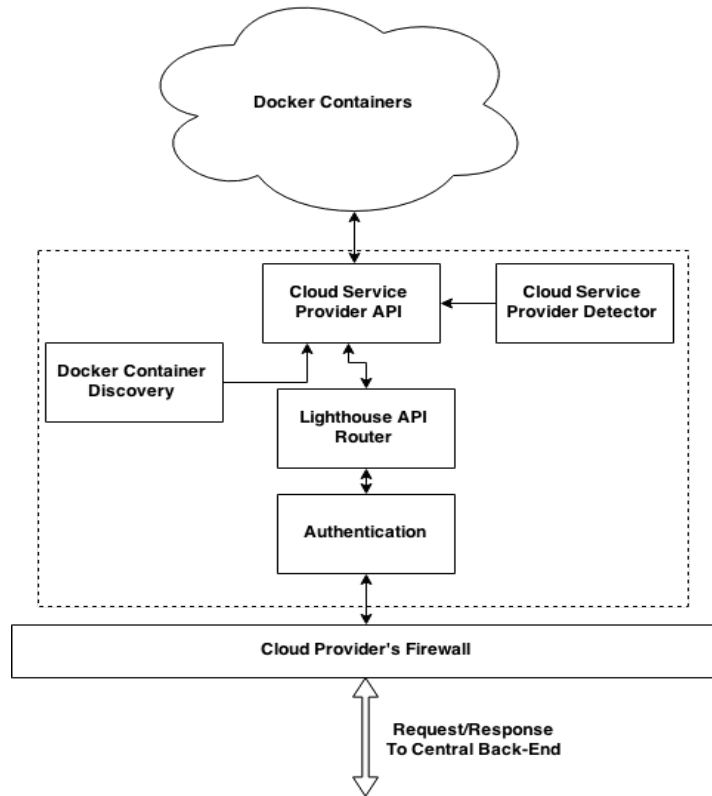 Docker Containers
Cloud Service
Provider API
Cloud Service
Provider Detector
Docker Container
Discovery
Lighthouse API
Router
Authentication
Cloud Provider's Firewall
Request/Response
To Central Back-End